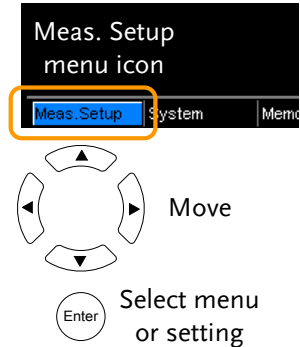 Meas. Setup
menu icon
Meas.Setup System
Move
Enter
Select menu
or setting